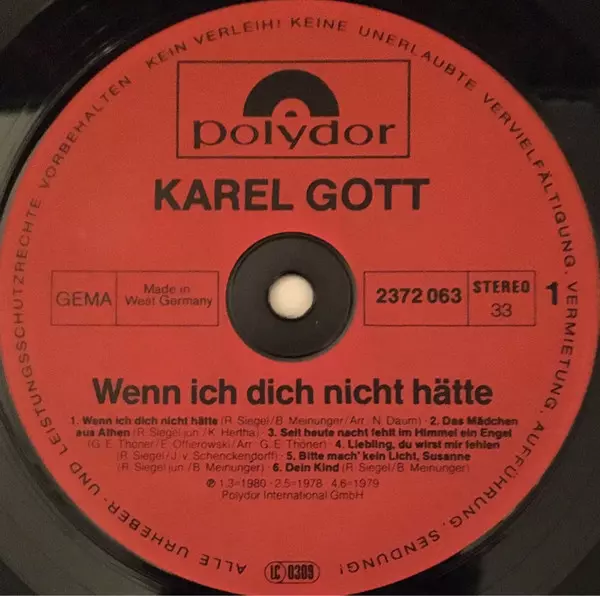 ALLE URHEBER- UND LEISTUNGSSCHUTZRECHTE VORBEHALTEN KEIN VERLEIH! KEINE UNERLAUBTE VERVIELFÄLTIGUNG, VERMIETUNG, AUFFÜHRUNG, SENDUNG!
polydor
KAREL GOTT
GEMA
Made in
West Germany
2372 063
STEREO
33
1
Wenn ich dich nicht hätte
1. Wenn ich dich nicht hätte (R. Siegel/B. Meinunger/Arr.: N. Daum) · 2. Das Mädchen
aus Athen (R. Siegel jun./K. Hertha) · 3. Seit heute nacht fehlt im Himmel ein Engel
(G. E. Thoner/E. Offierowski/Arr.: G. E. Thoner) · 4. Liebling, du wirst mir fehlen
(R. Siegel/J. v. Schenckendorff) · 5. Bitte mach' kein Licht, Susanne
(R. Siegel jun./B. Meinunger) · 6. Dein Kind (R. Siegel/B. Meinunger)
℗ 1.3=1980 · 2.5=1978 · 4.6=1979
Polydor International GmbH
LC 0309